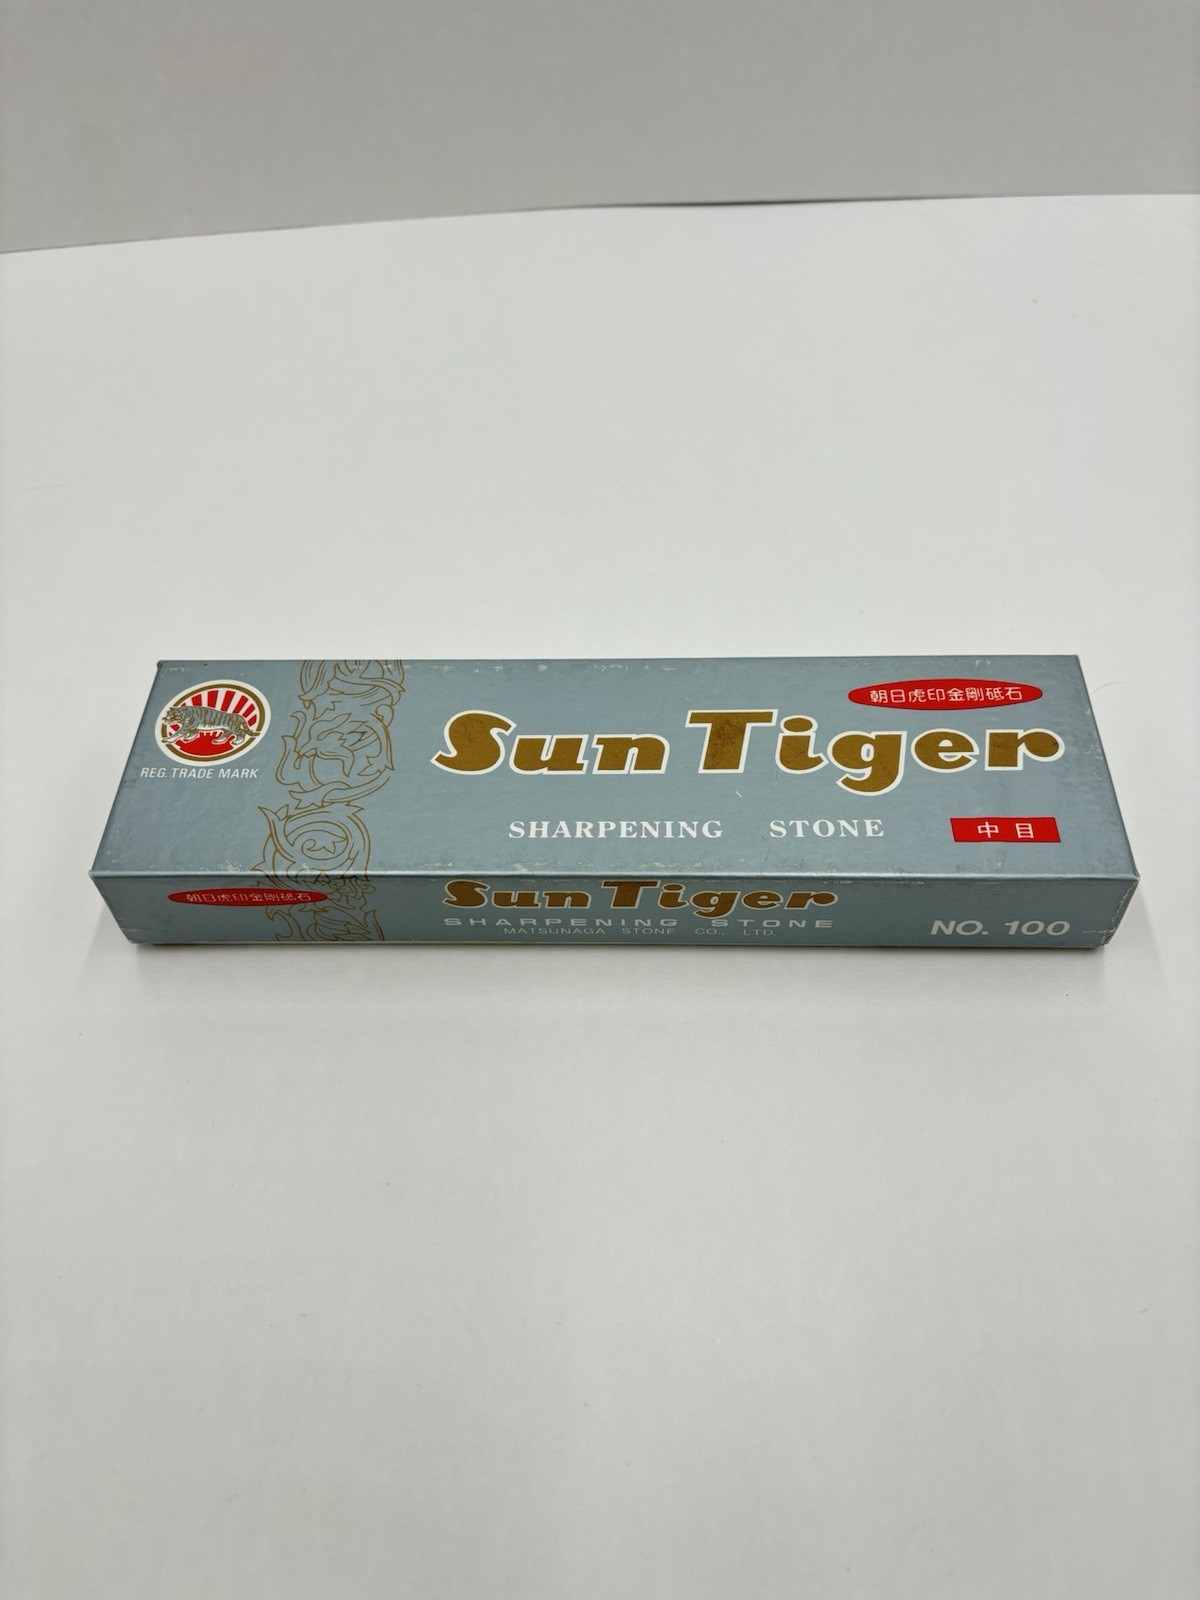 朝日虎印金剛砥石
Sun Tiger
REG. TRADE MARK
SHARPENING STONE
中目
朝日虎印金剛砥石
Sun Tiger
SHARPENING STONE
MATSUNAGA STONE CO., LTD.
NO. 100